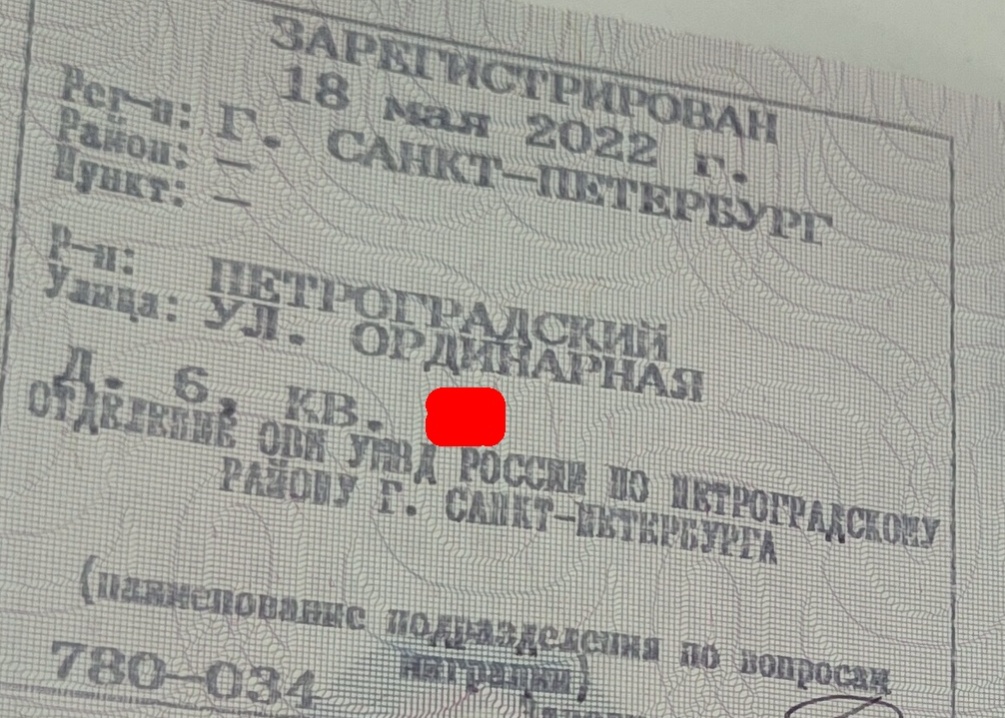 ЗАРЕГИСТРИРОВАН
18 мая 2022 г.
Рег-н: Г. САНКТ-ПЕТЕРБУРГ
Район: –
Пункт: –
Р-н: ПЕТРОГРАДСКИЙ
Улица: УЛ. ОРДИНАРНАЯ
Д. 6, КВ.
ОТДЕЛЕНИЕ ОВМ УМВД РОССИИ ПО ПЕТРОГРАДСКОМУ
РАЙОНУ Г. САНКТ-ПЕТЕРБУРГА
(наименование подразделения по вопросам
миграции)
780-034